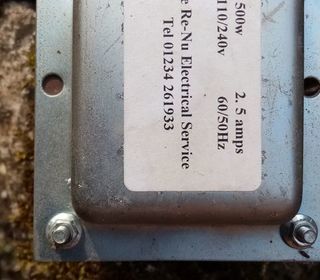 500w
110/240v
2. 5 amps
60/50Hz
Re-Nu Electrical Service
Tel 01234 261933